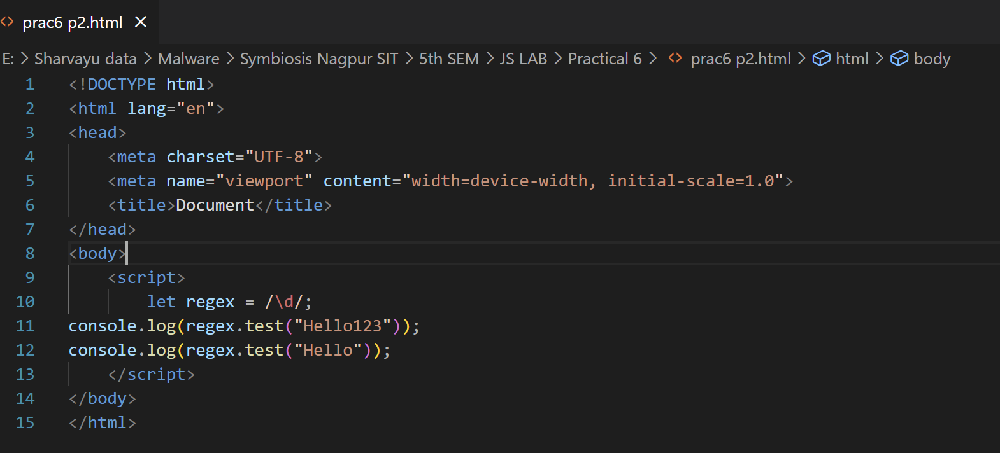 <> prac6 p2.html ×
E: > Sharvayu data > Malware > Symbiosis Nagpur SIT > 5th SEM > JS LAB > Practical 6 > <> prac6 p2.html > html > body
1 <!DOCTYPE html>
2 <html lang="en">
3 <head>
4     <meta charset="UTF-8">
5     <meta name="viewport" content="width=device-width, initial-scale=1.0">
6     <title>Document</title>
7 </head>
8 <body>
9     <script>
10         let regex = /\d/;
11 console.log(regex.test("Hello123"));
12 console.log(regex.test("Hello"));
13     </script>
14 </body>
15 </html>